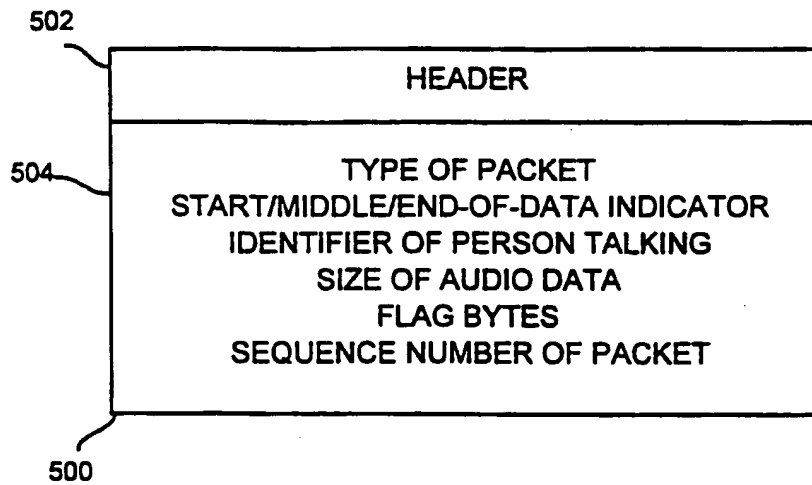 502
HEADER
504
TYPE OF PACKET
START/MIDDLE/END-OF-DATA INDICATOR
IDENTIFIER OF PERSON TALKING
SIZE OF AUDIO DATA
FLAG BYTES
SEQUENCE NUMBER OF PACKET
500